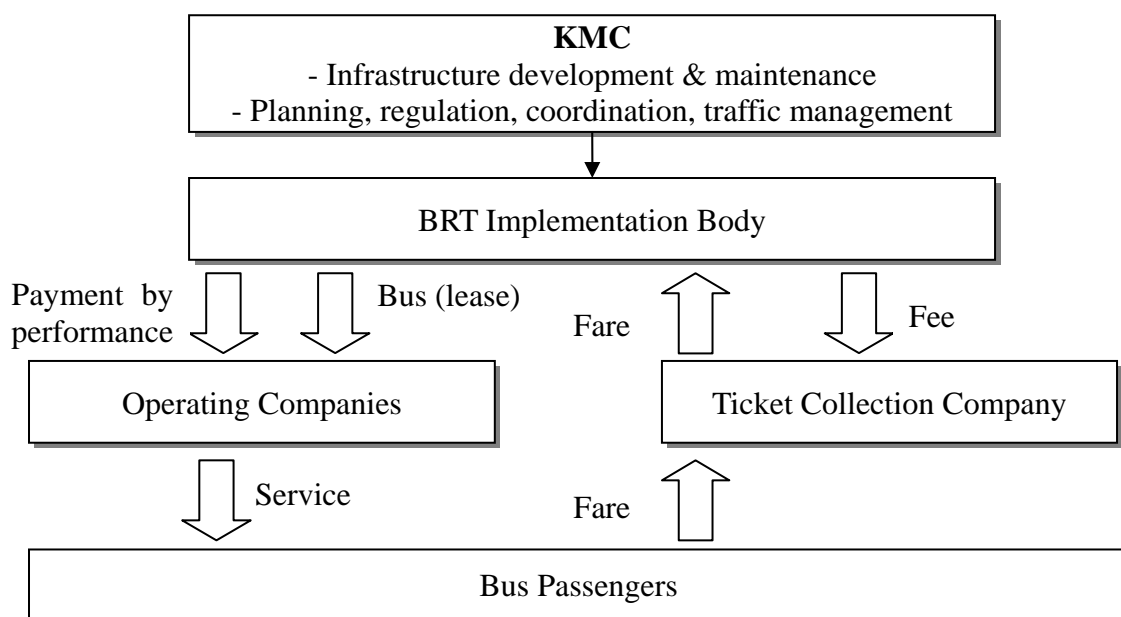 KMC
- Infrastructure development & maintenance
- Planning, regulation, coordination, traffic management
BRT Implementation Body
Payment by
performance
Bus (lease)
Fare
Fee
Operating Companies
Ticket Collection Company
Service
Fare
Bus Passengers